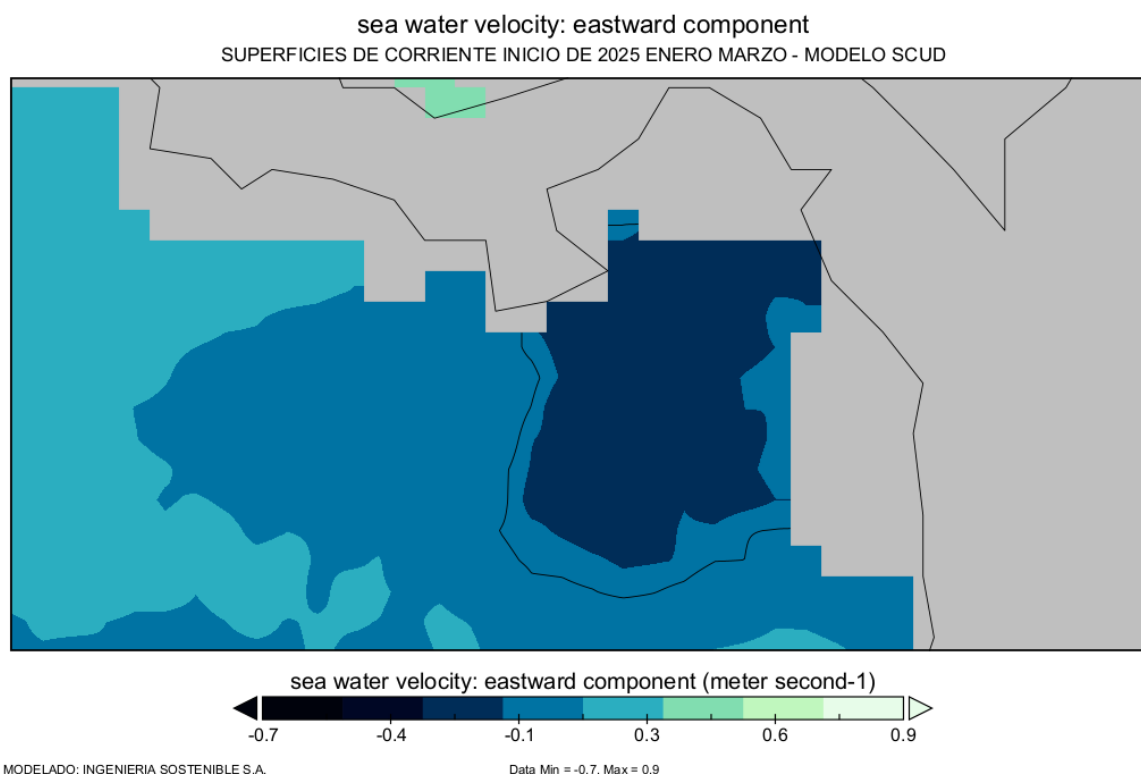 sea water velocity: eastward component
SUPERFICIES DE CORRIENTE INICIO DE 2025 ENERO MARZO - MODELO SCUD
sea water velocity: eastward component (meter second-1)
-0.7 -0.4 -0.1 0.3 0.6 0.9
MODELADO: INGENIERIA SOSTENIBLE S.A. Data Min = -0.7, Max = 0.9